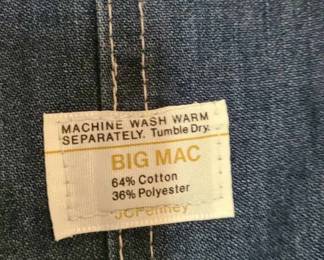 MACHINE WASH WARM
SEPARATELY. Tumble Dry.
BIG MAC
64% Cotton
36% Polyester
JCPenney